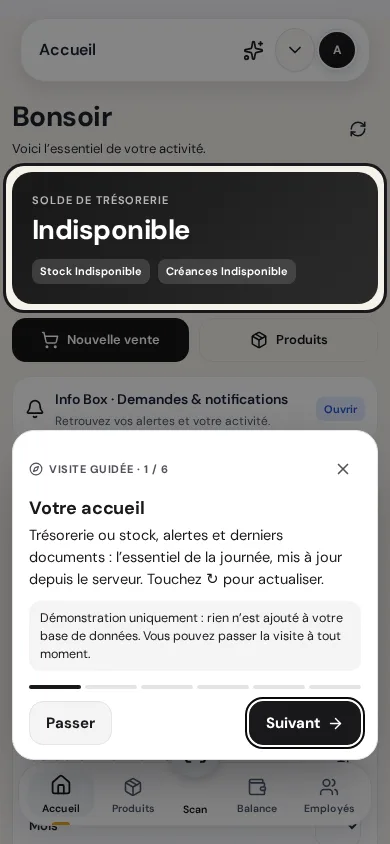 Accueil
A
Bonsoir
Voici l’essentiel de votre activité.
SOLDE DE TRÉSORERIE
Indisponible
Stock Indisponible
Créances Indisponible
Nouvelle vente
Produits
Info Box · Demandes & notifications
Retrouvez vos alertes et votre activité.
Ouvrir
VISITE GUIDÉE · 1 / 6
Votre accueil
Trésorerie ou stock, alertes et derniers
documents : l’essentiel de la journée, mis à jour
depuis le serveur. Touchez ↻ pour actualiser.
Démonstration uniquement : rien n’est ajouté à votre
base de données. Vous pouvez passer la visite à tout
moment.
Passer
Suivant →
Accueil
Produits
Scan
Balance
Employés
Mois